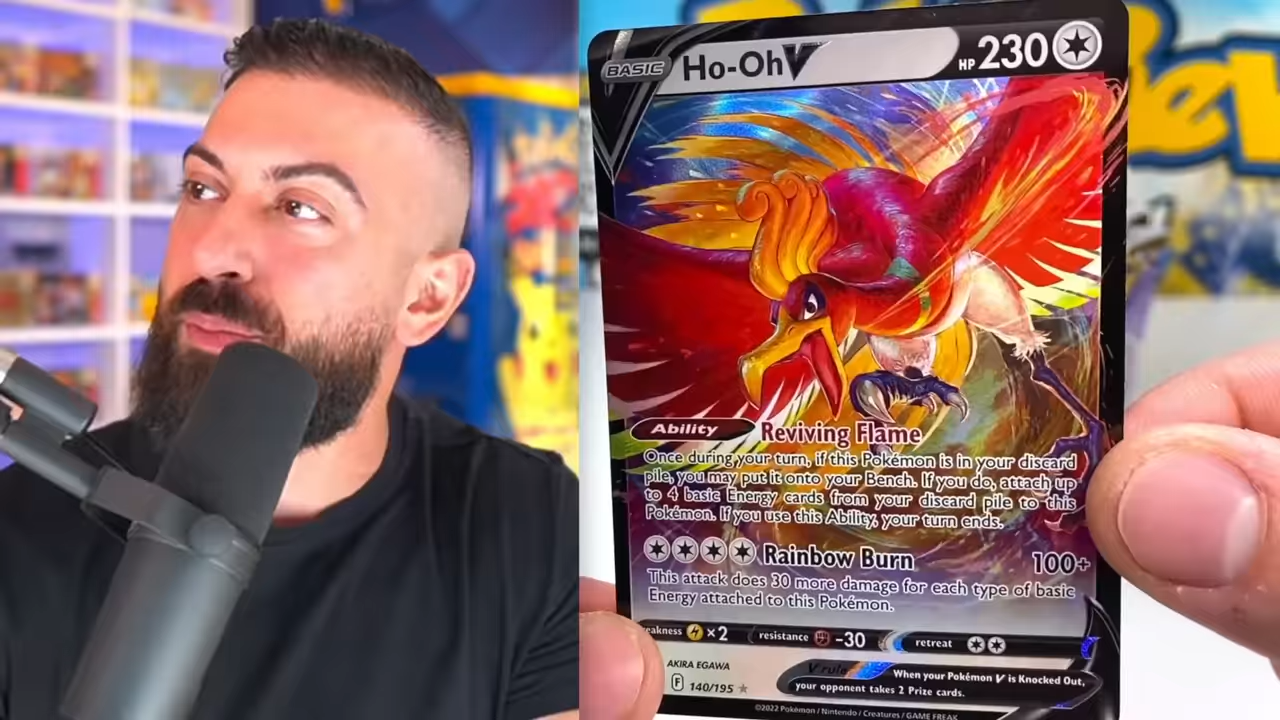 BASIC Ho-Oh V HP 230
Ability Reviving Flame
Once during your turn, if this Pokémon is in your discard
pile, you may put it onto your Bench. If you do, attach up
to 4 basic Energy cards from your discard pile to this
Pokémon. If you use this Ability, your turn ends.
Rainbow Burn 100+
This attack does 30 more damage for each type of basic
Energy attached to this Pokémon.
eakness ×2 resistance -30 retreat
AKIRA EGAWA
V rule When your Pokémon V is Knocked Out,
your opponent takes 2 Prize cards.
F 140/195
©2022 Pokémon / Nintendo / Creatures / GAME FREAK